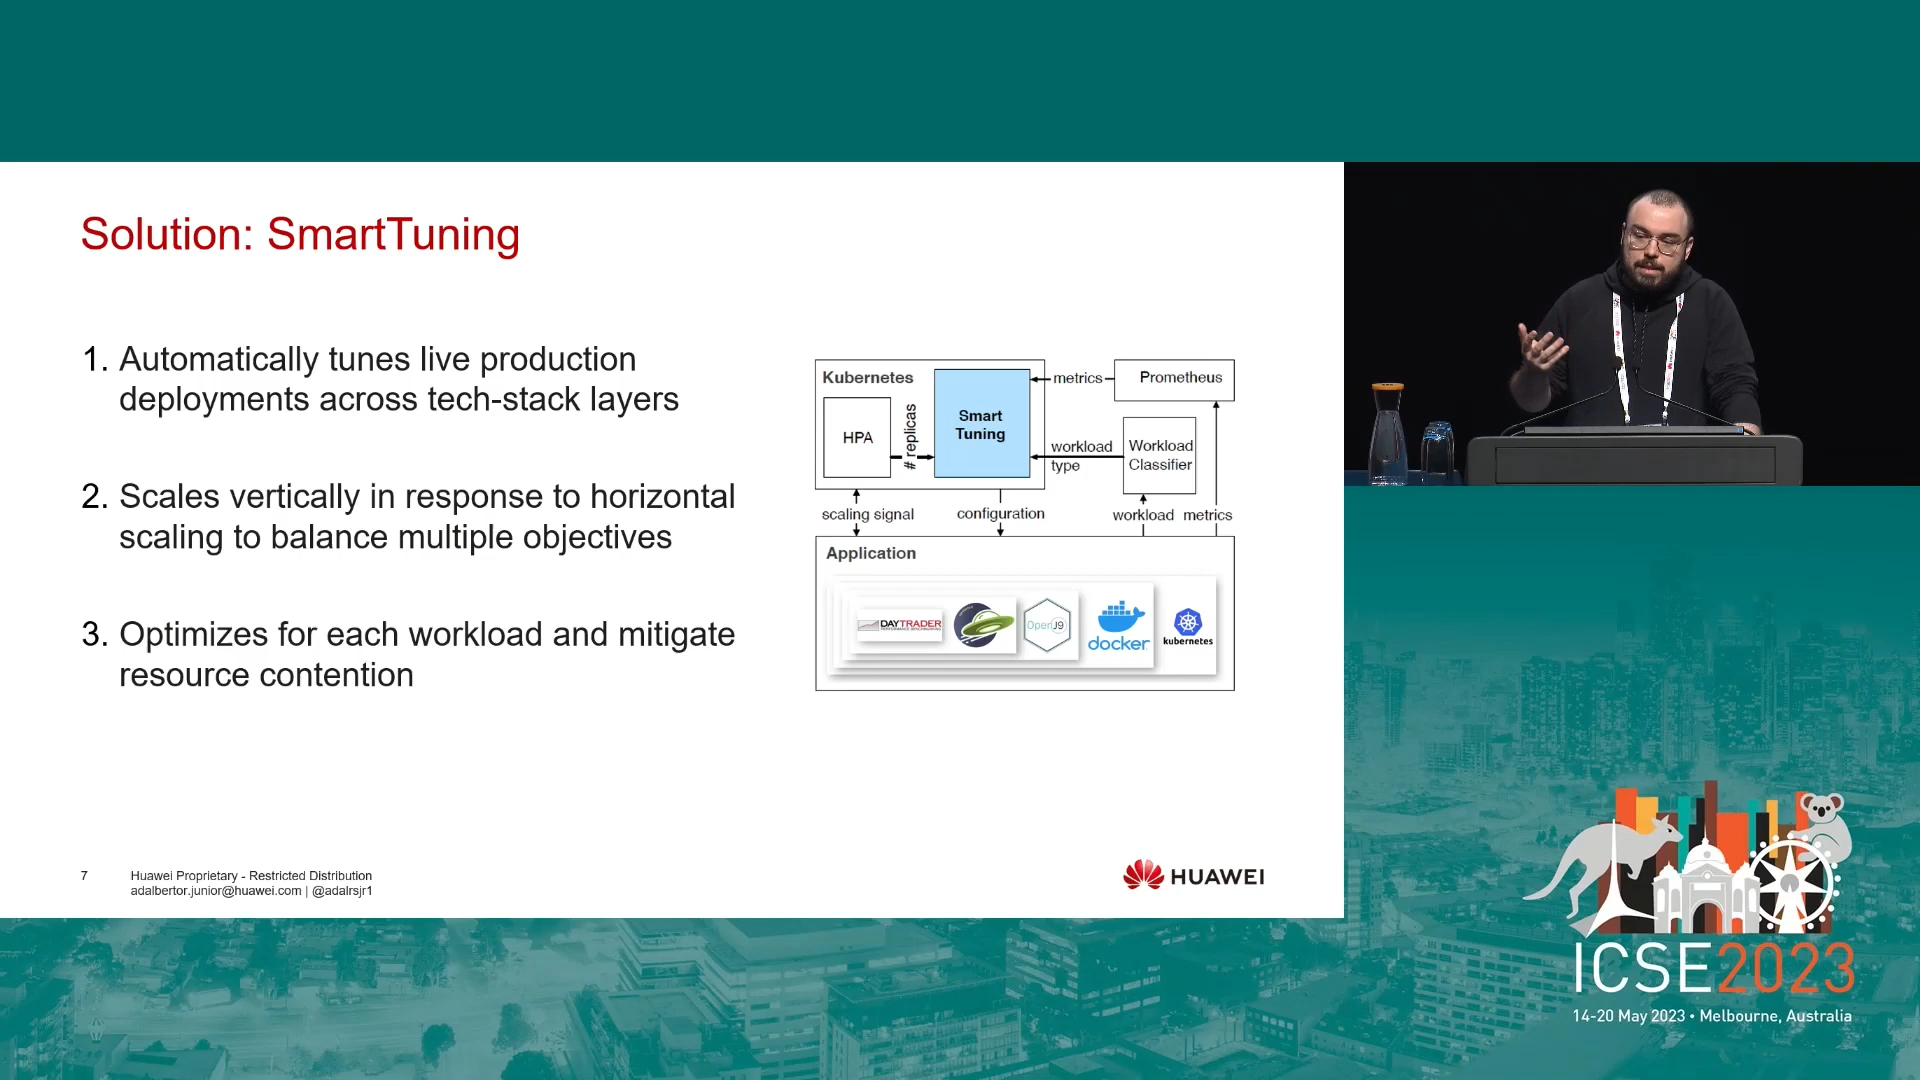 Solution: SmartTuning
1. Automatically tunes live production
deployments across tech-stack layers
2. Scales vertically in response to horizontal
scaling to balance multiple objectives
3. Optimizes for each workload and mitigate
resource contention
Kubernetes
HPA
# replicas
Smart
Tuning
metrics
Prometheus
workload
type
Workload
Classifier
scaling signal
configuration
workload
metrics
Application
DAYTRADER
OpenJ9
docker
kubernetes
7
Huawei Proprietary - Restricted Distribution
adalbertor.junior@huawei.com | @adalrsjr1
HUAWEI
ICSE2023
14-20 May 2023 • Melbourne, Australia